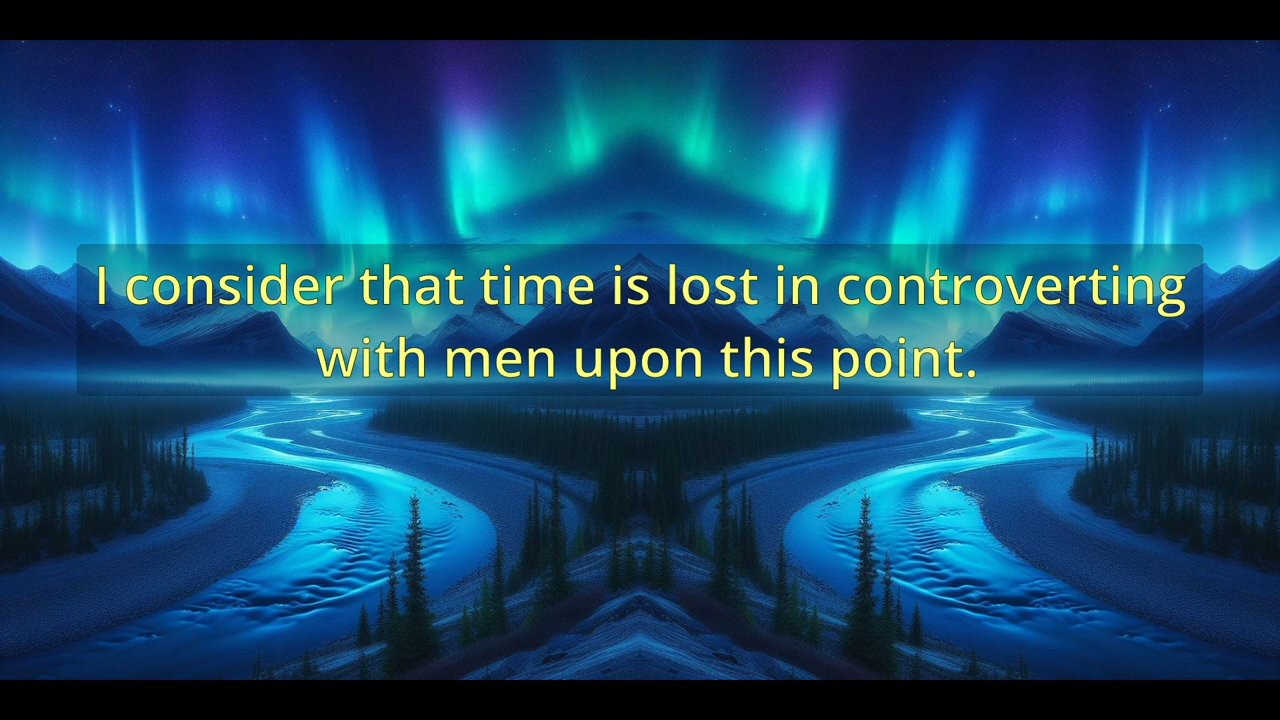 I consider that time is lost in controverting
with men upon this point.